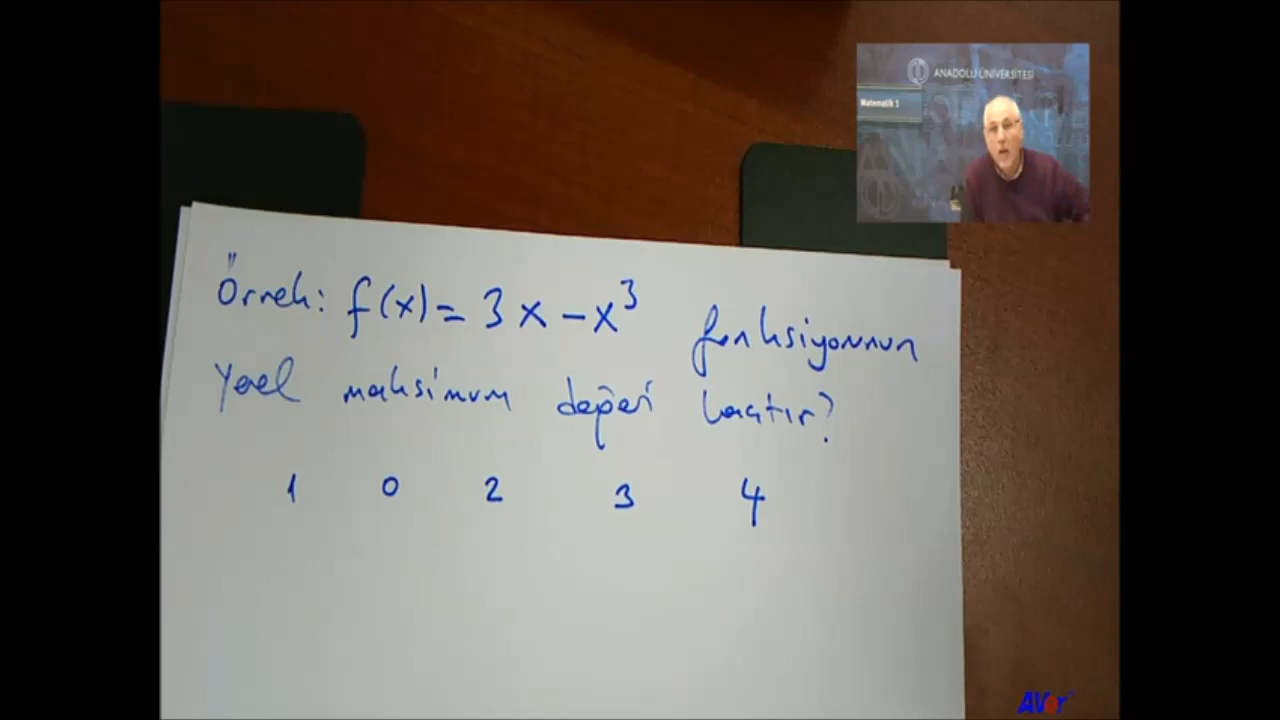 ANADOLU ÜNİVERSİTESİ
Matematik 1
Örnek: f(x) = 3x - x³ fonksiyonunun
Yerel maksimum değeri kaçtır?
1 0 2 3 4
AVer